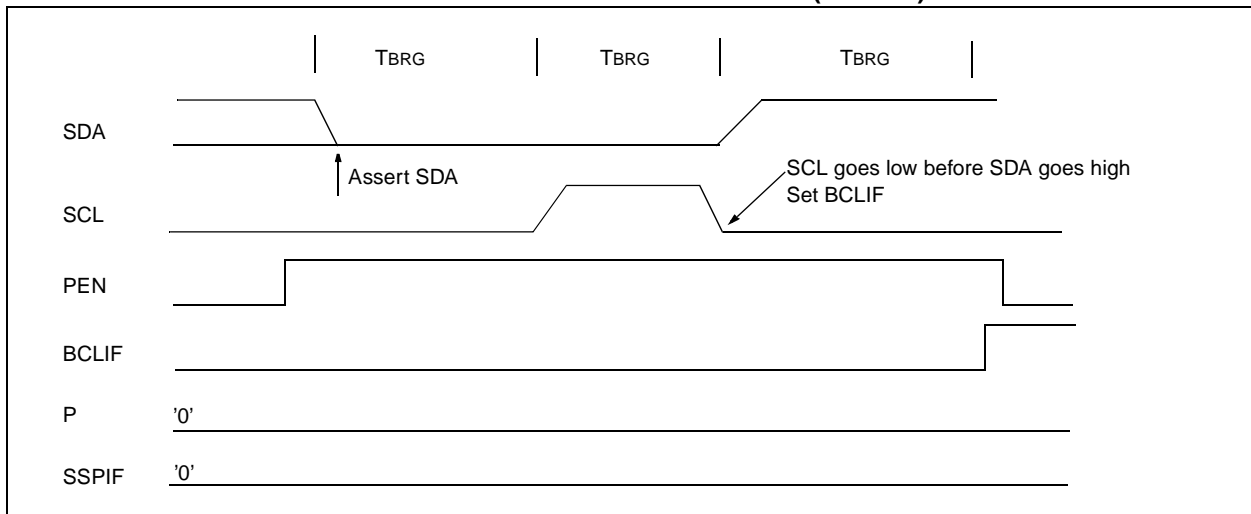 TBRG TBRG TBRG
SDA
Assert SDA
SCL goes low before SDA goes high
Set BCLIF
SCL
PEN
BCLIF
P '0'
SSPIF '0'